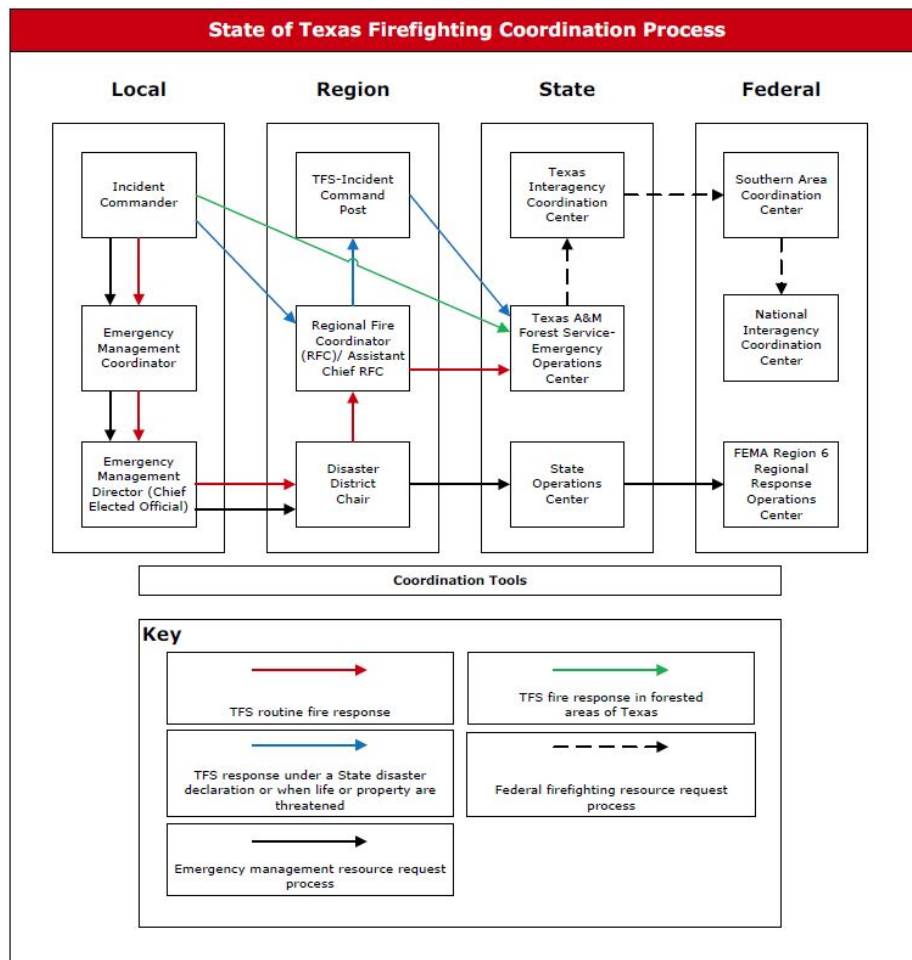 State of Texas Firefighting Coordination Process
Local
Region
State
Federal
Incident
Commander
TFS-Incident
Command
Post
Texas
Interagency
Coordination
Center
Southern Area
Coordination
Center
Emergency
Management
Coordinator
Regional Fire
Coordinator
(RFC)/ Assistant
Chief RFC
Texas A&M
Forest Service-
Emergency
Operations
Center
National
Interagency
Coordination
Center
Emergency
Management
Director (Chief
Elected Official)
Disaster
District
Chair
State
Operations
Center
FEMA Region 6
Regional
Response
Operations
Center
Coordination Tools
Key
TFS routine fire response
TFS fire response in forested
areas of Texas
TFS response under a State disaster
declaration or when life or property are
threatened
Federal firefighting resource request
process
Emergency management resource request
process